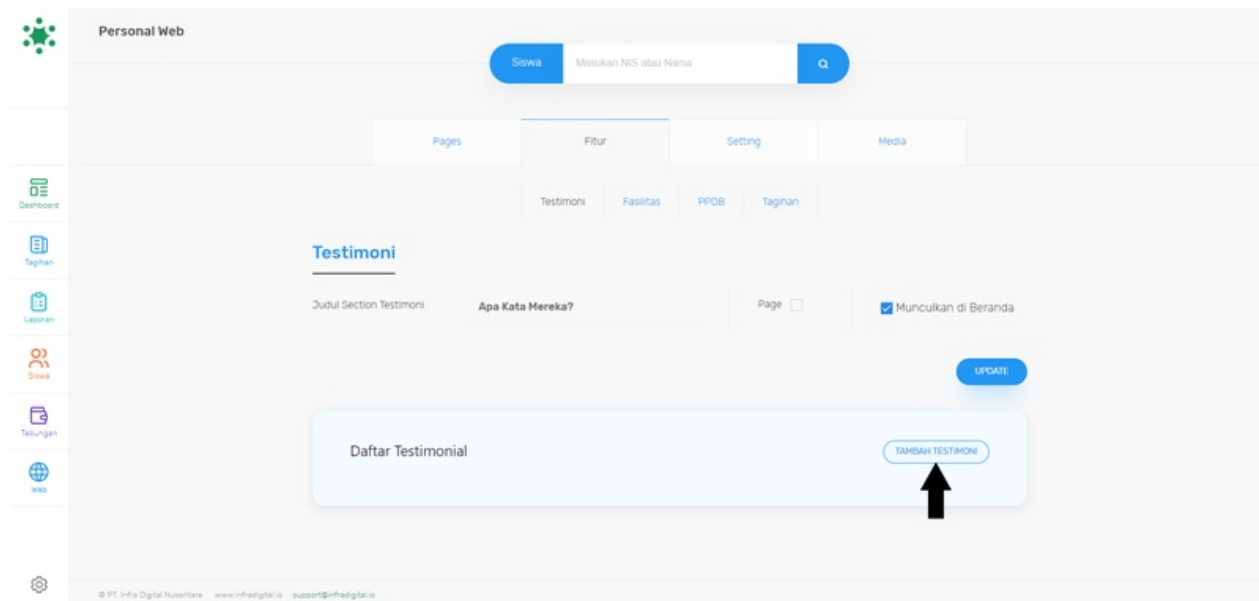 Personal Web
Siswa Masukan NIS atau Nama
Pages Fitur Setting Media
Testimoni Fasilitas PPDB Tagihan
Dashboard
Tagihan
Laporan
Siswa
Tabungan
Web
Testimoni
Judul Section Testimoni Apa Kata Mereka? Page Munculkan di Beranda
UPDATE
Daftar Testimonial TAMBAH TESTIMONI
© PT. Infra Digital Nusantara www.infradigital.io support@infradigital.io